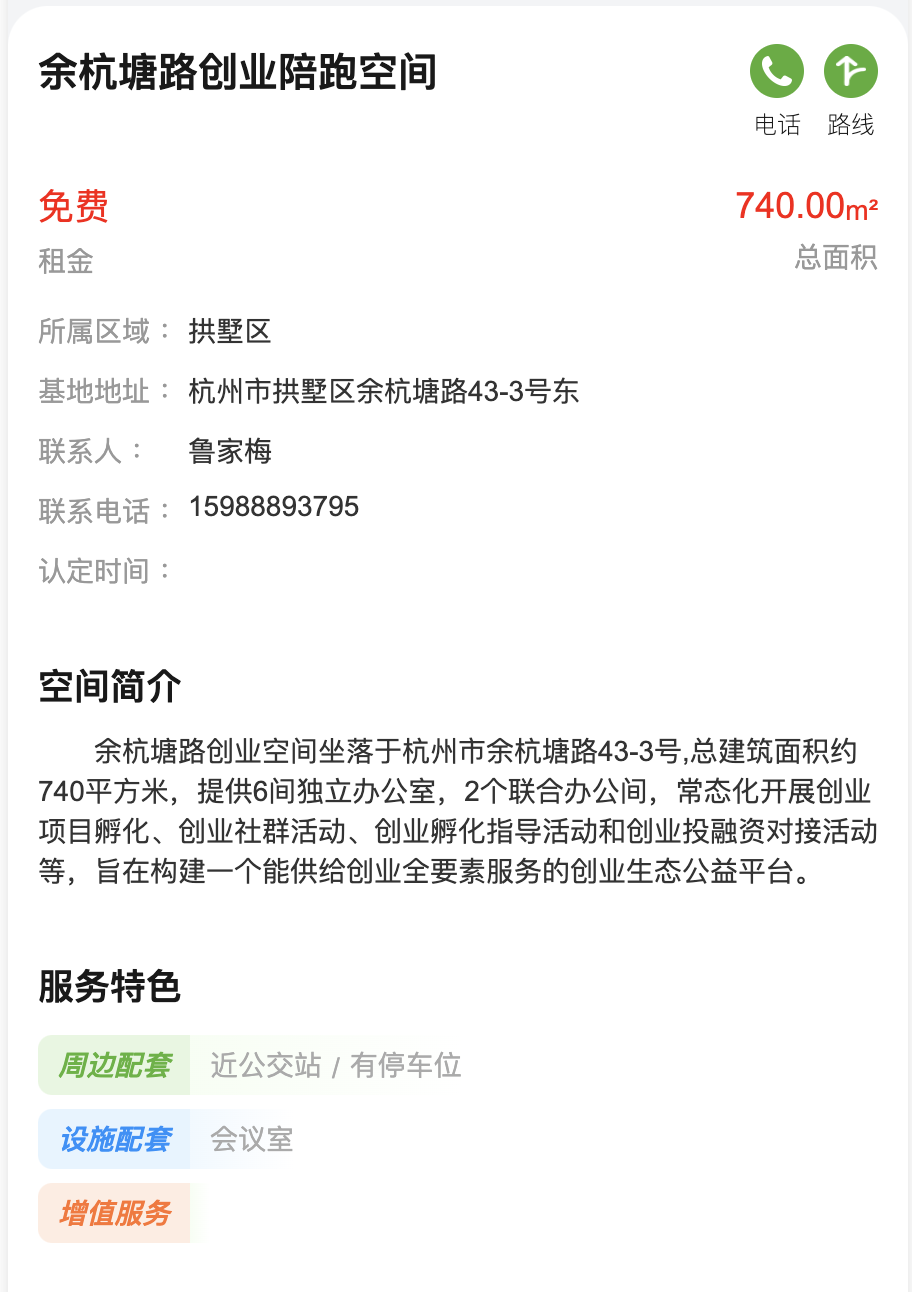 余杭塘路创业陪跑空间
电话 路线
免费 740.00m²
租金 总面积
所属区域： 拱墅区
基地地址： 杭州市拱墅区余杭塘路43-3号东
联系人： 鲁家梅
联系电话： 15988893795
认定时间：
空间简介
余杭塘路创业空间坐落于杭州市余杭塘路43-3号,总建筑面积约
740平方米，提供6间独立办公室，2个联合办公间，常态化开展创业
项目孵化、创业社群活动、创业孵化指导活动和创业投融资对接活动
等，旨在构建一个能供给创业全要素服务的创业生态公益平台。
服务特色
周边配套 近公交站 / 有停车位
设施配套 会议室
增值服务